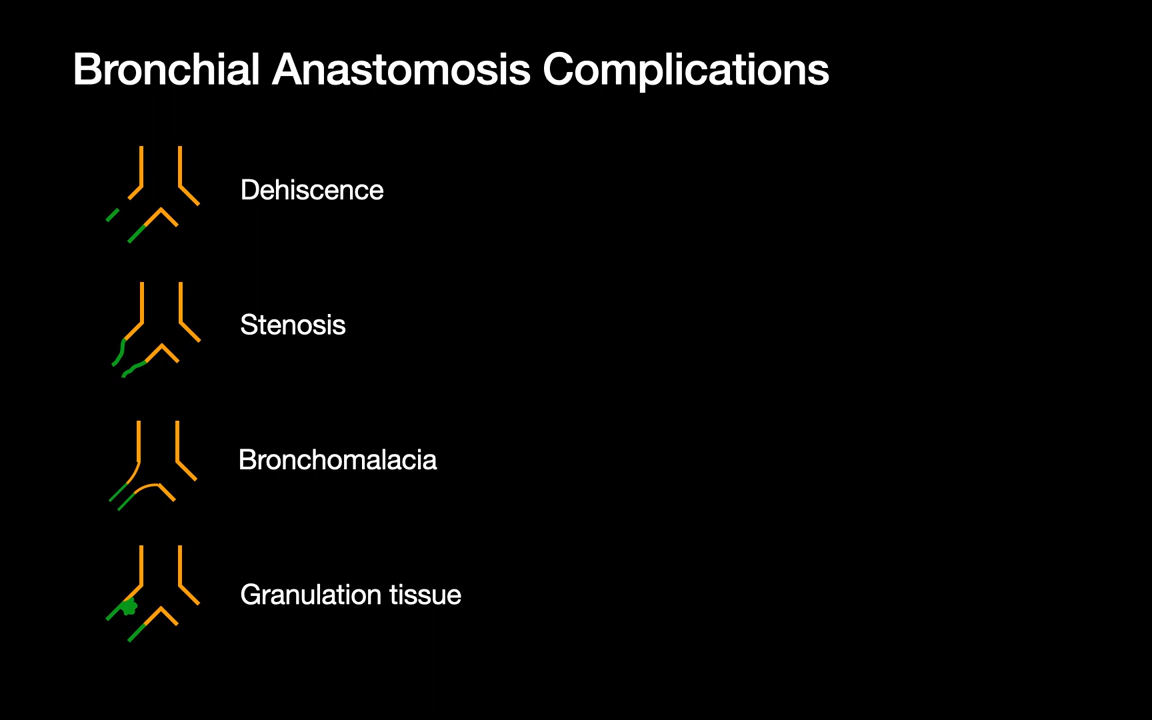 Bronchial Anastomosis Complications
Dehiscence
Stenosis
Bronchomalacia
Granulation tissue